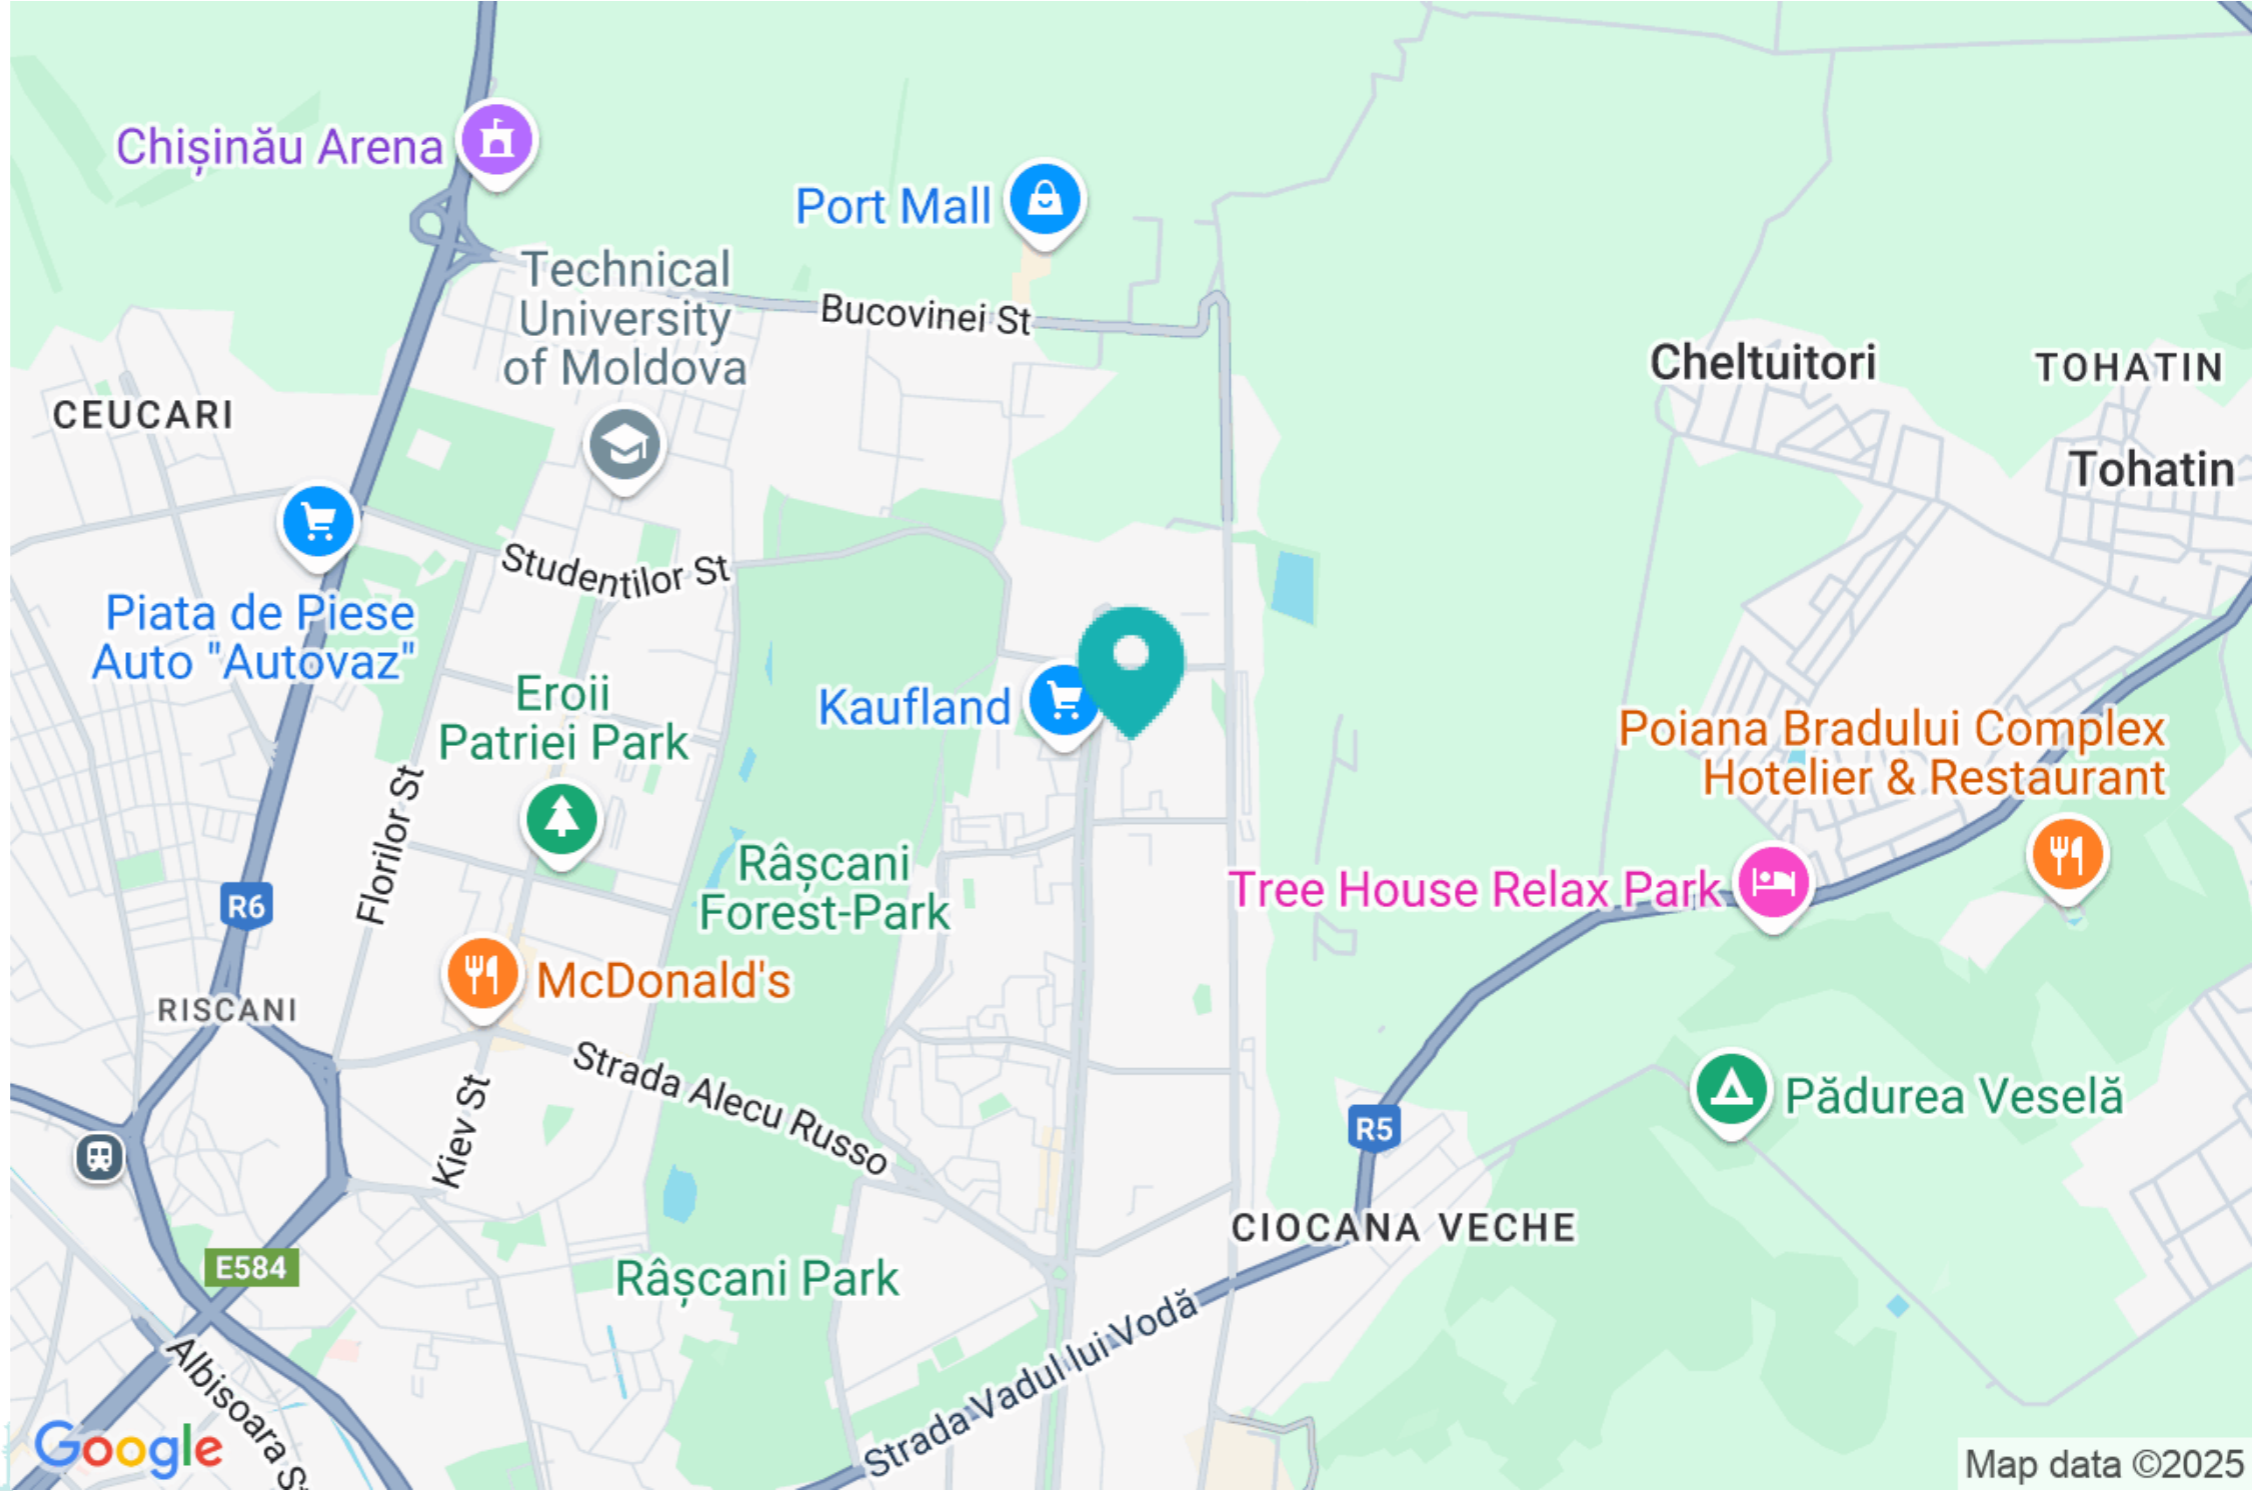 Chișinău Arena
Port Mall
Technical
University
of Moldova
Bucovinei St
Cheltuitori
TOHATIN
CEUCARI
Tohatin
Studentilor St
Piata de Piese
Auto "Autovaz"
Eroii
Patriei Park
Kaufland
Poiana Bradului Complex
Hotelier & Restaurant
Florilor St
Râșcani
Forest-Park
Tree House Relax Park
R6
McDonald's
RISCANI
Strada Alecu Russo
Kiev St
Pădurea Veselă
R5
CIOCANA VECHE
E584
Râșcani Park
Strada Vadul lui Vodă
Albisoara S
Google
Map data ©2025